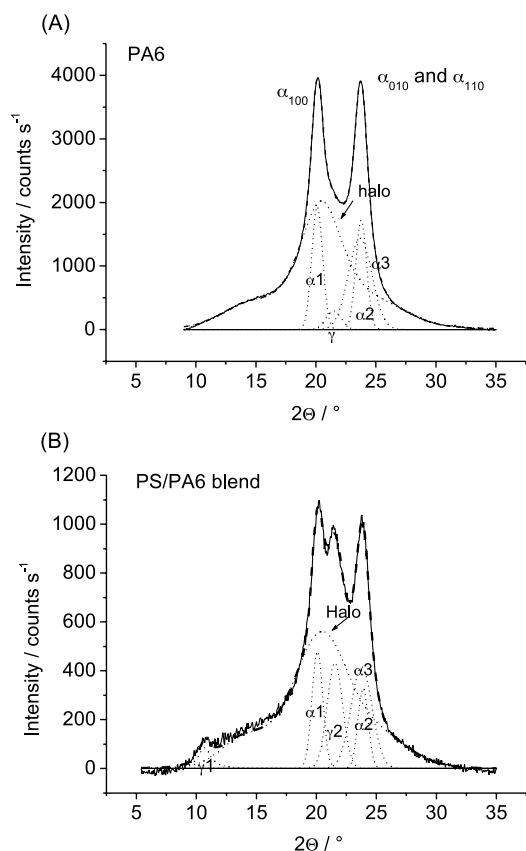 (A)
PA6
4000
3000
2000
1000
0
Intensity / counts s⁻¹
α₁₀₀
α₀₁₀ and α₁₁₀
halo
α1
α3
α2
γ
5 10 15 20 25 30 35
2Θ / °
(B)
PS/PA6 blend
1200
1000
800
600
400
200
0
Intensity / counts s⁻¹
Halo
α3
α1
α2
γ2
γ1
5 10 15 20 25 30 35
2Θ / °